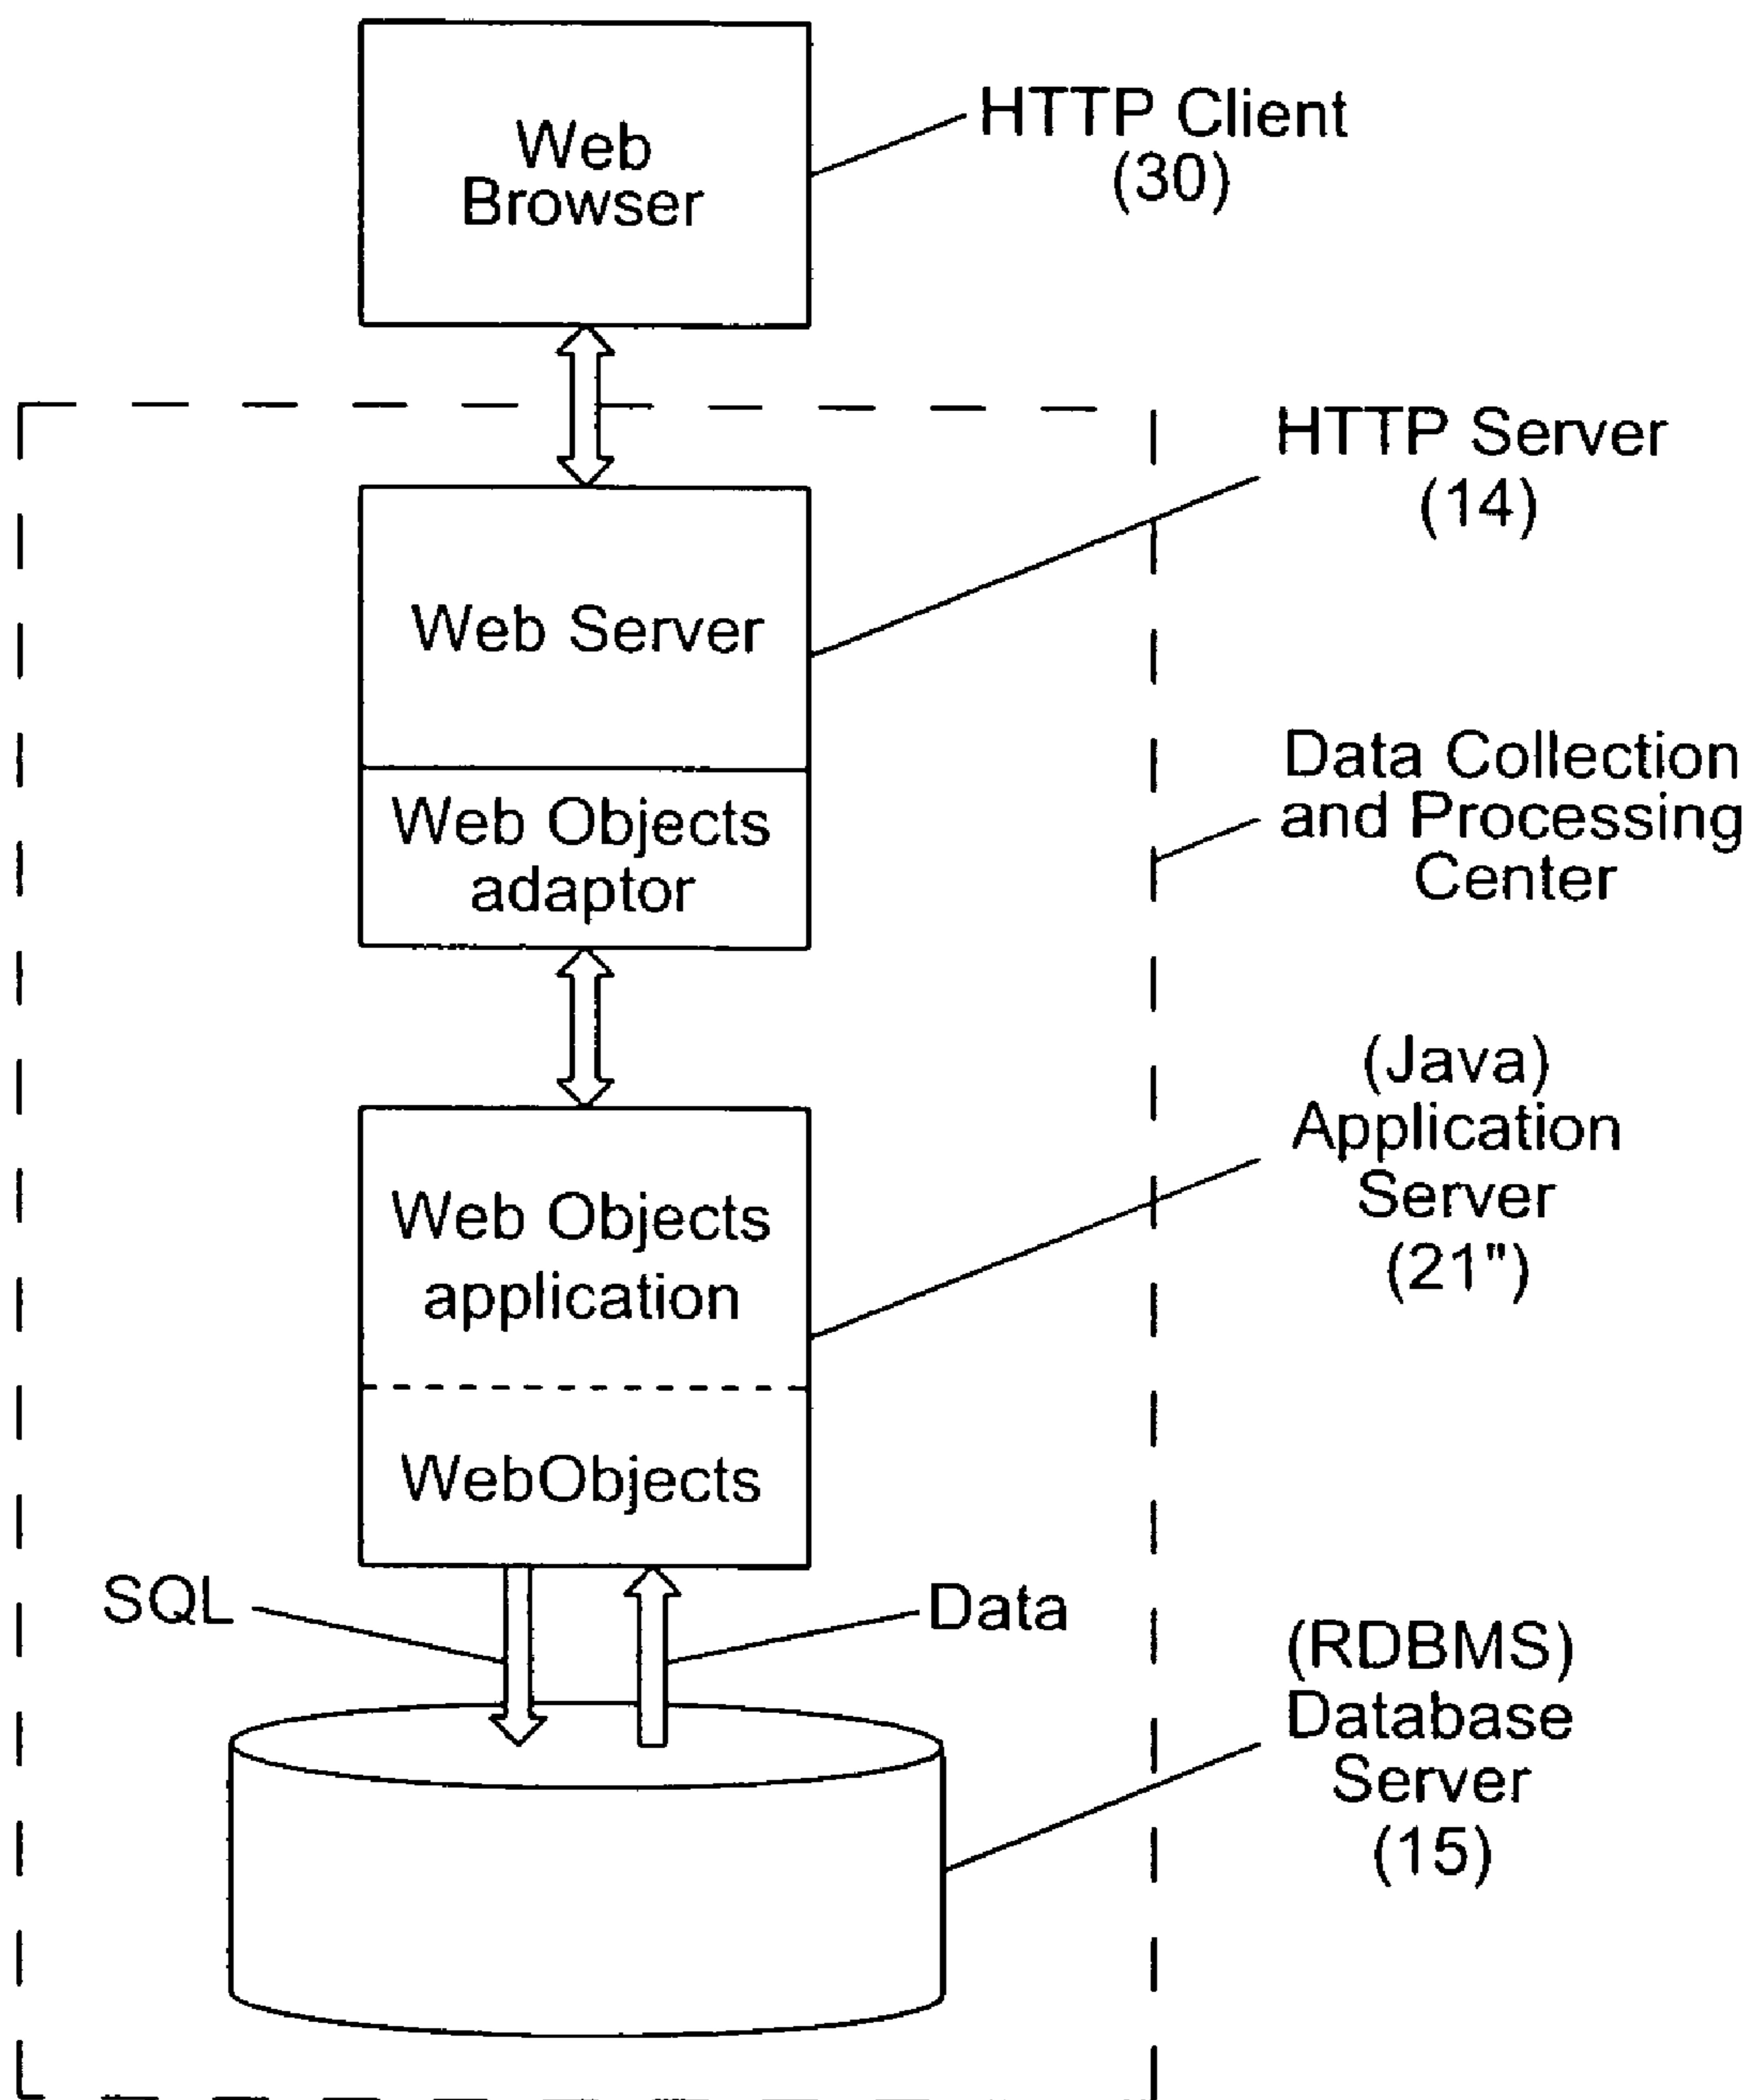 Web
Browser
HTTP Client
(30)
HTTP Server
(14)
Web Server
Web Objects
adaptor
Data Collection
and Processing
Center
(Java)
Application
Server
(21")
Web Objects
application
WebObjects
SQL
Data
(RDBMS)
Database
Server
(15)